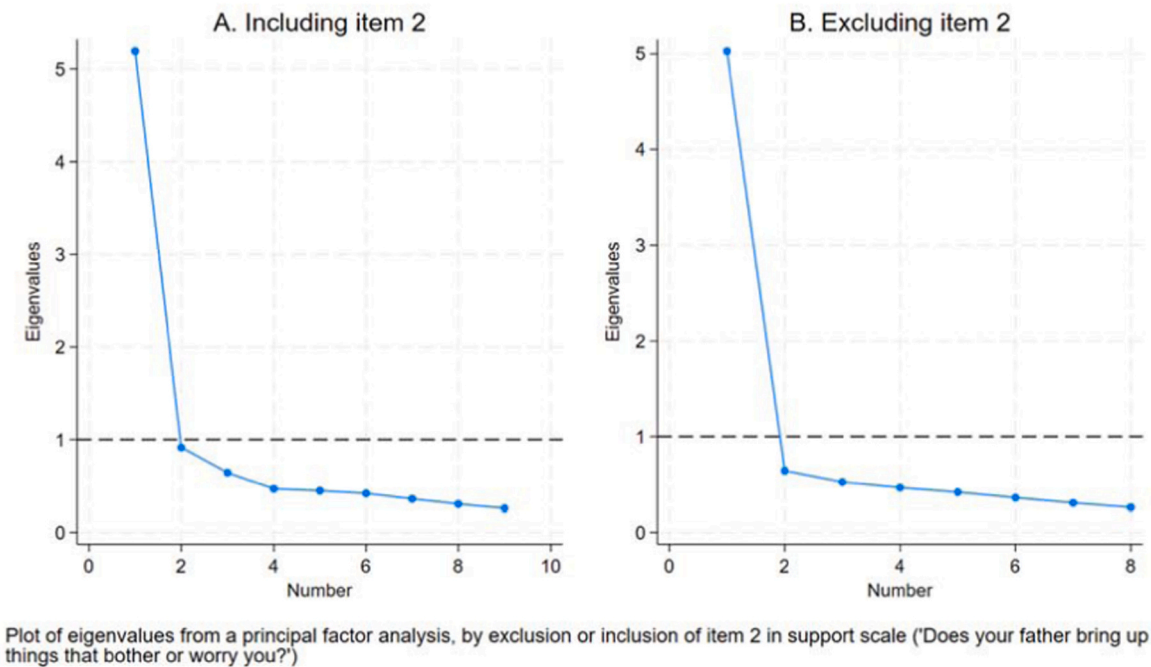 A. Including item 2
5
4
3
2
1
0
Eigenvalues
0 2 4 6 8 10
Number
B. Excluding item 2
5
4
3
2
1
0
Eigenvalues
0 2 4 6 8
Number
Plot of eigenvalues from a principal factor analysis, by exclusion or inclusion of item 2 in support scale ('Does your father bring up
things that bother or worry you?')